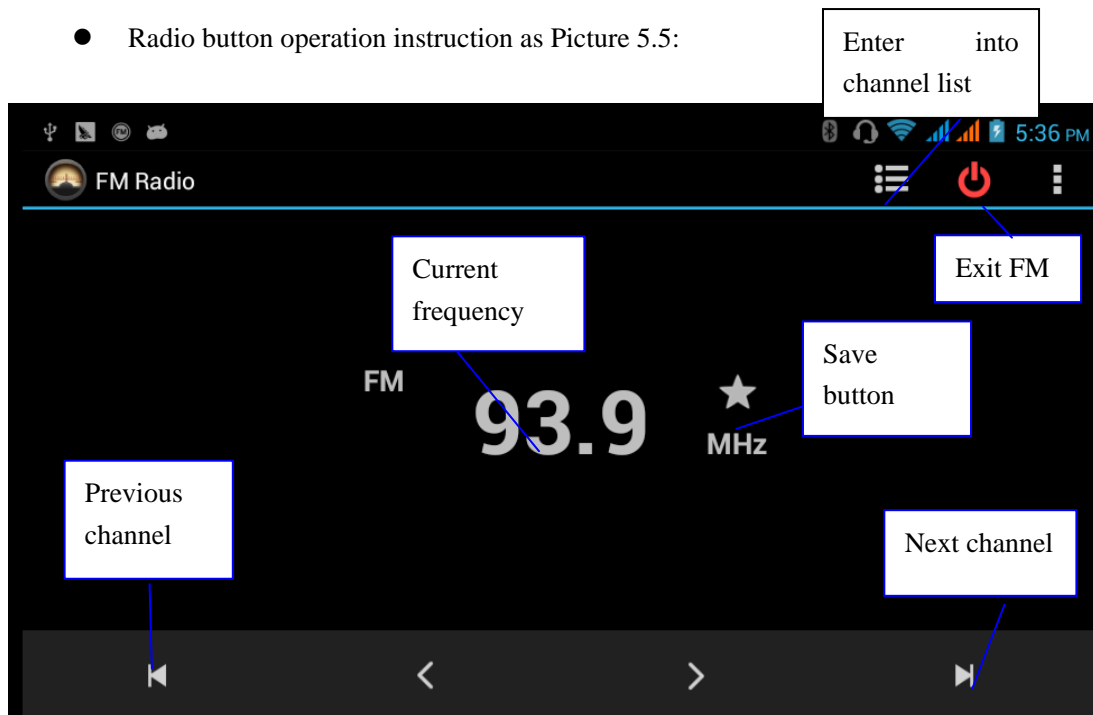 ● Radio button operation instruction as Picture 5.5:
Enter into
channel list
5:36 PM
FM Radio
Exit FM
Current
frequency
Save
button
FM
93.9
MHz
Previous
channel
Next channel